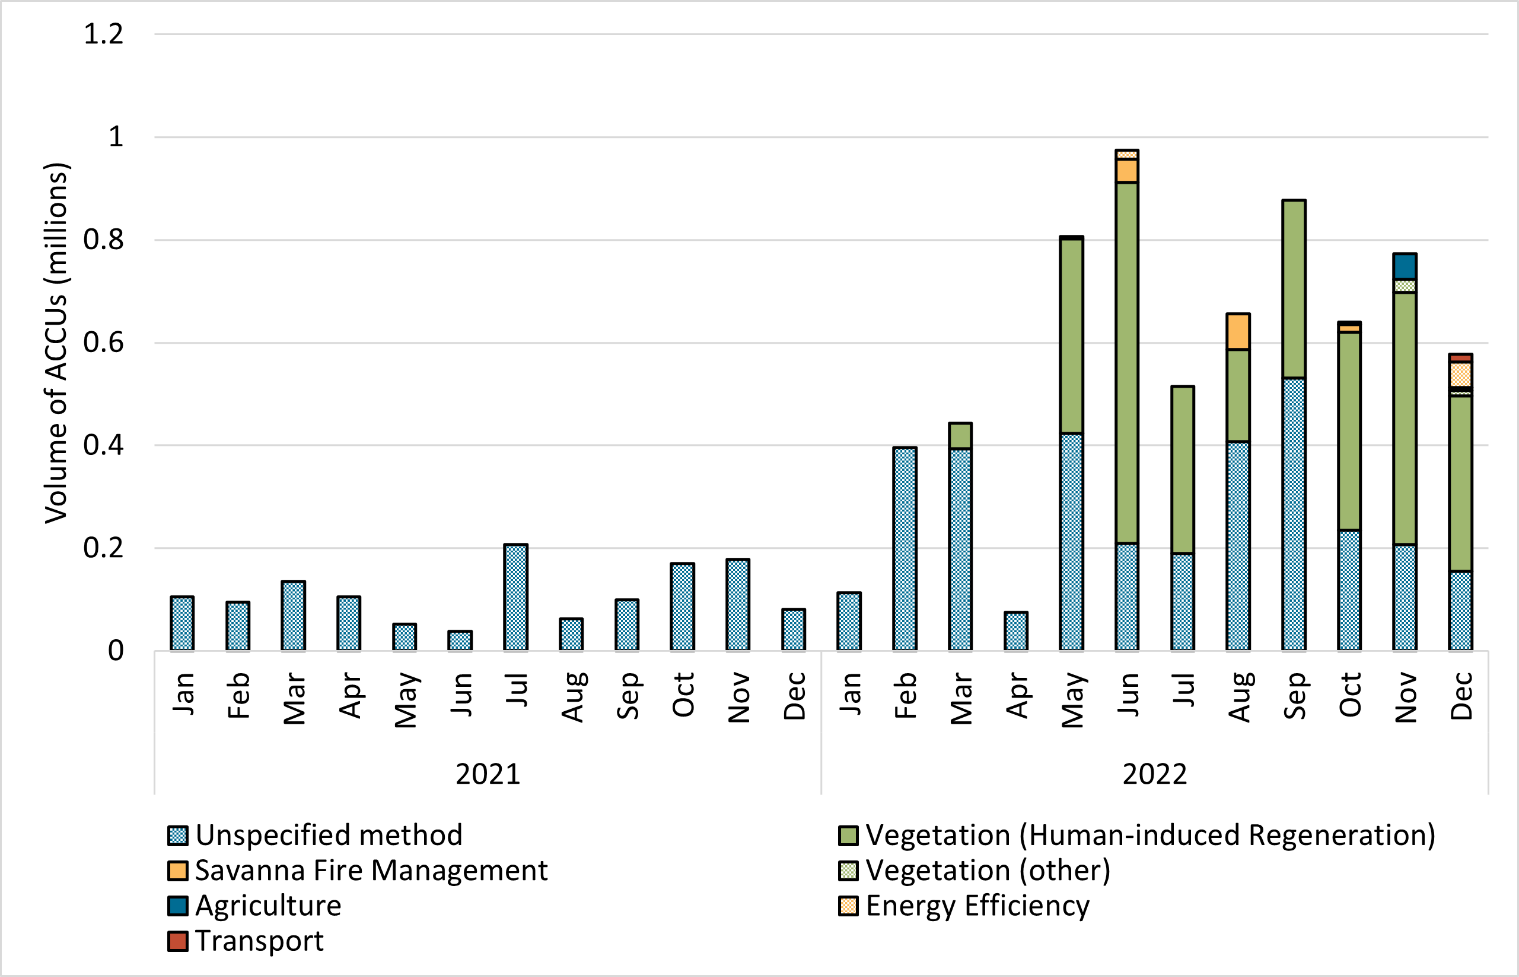 1.2
1
0.8
0.6
0.4
0.2
0
Volume of ACCUs (millions)
Jan Feb Mar Apr May Jun Jul Aug Sep Oct Nov Dec Jan Feb Mar Apr May Jun Jul Aug Sep Oct Nov Dec
2021 2022
Unspecified method
Vegetation (Human-induced Regeneration)
Savanna Fire Management
Vegetation (other)
Agriculture
Energy Efficiency
Transport